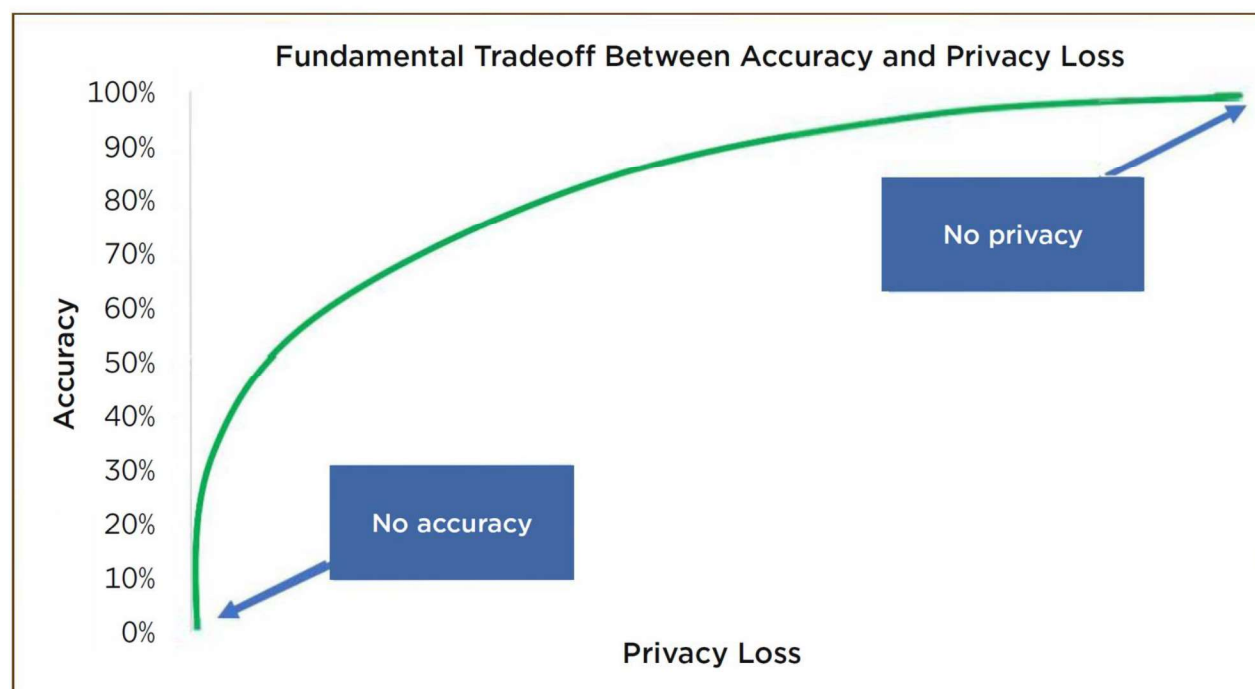 Fundamental Tradeoff Between Accuracy and Privacy Loss
100%
90%
80%
70%
60%
50%
40%
30%
20%
10%
0%
Accuracy
No privacy
No accuracy
Privacy Loss